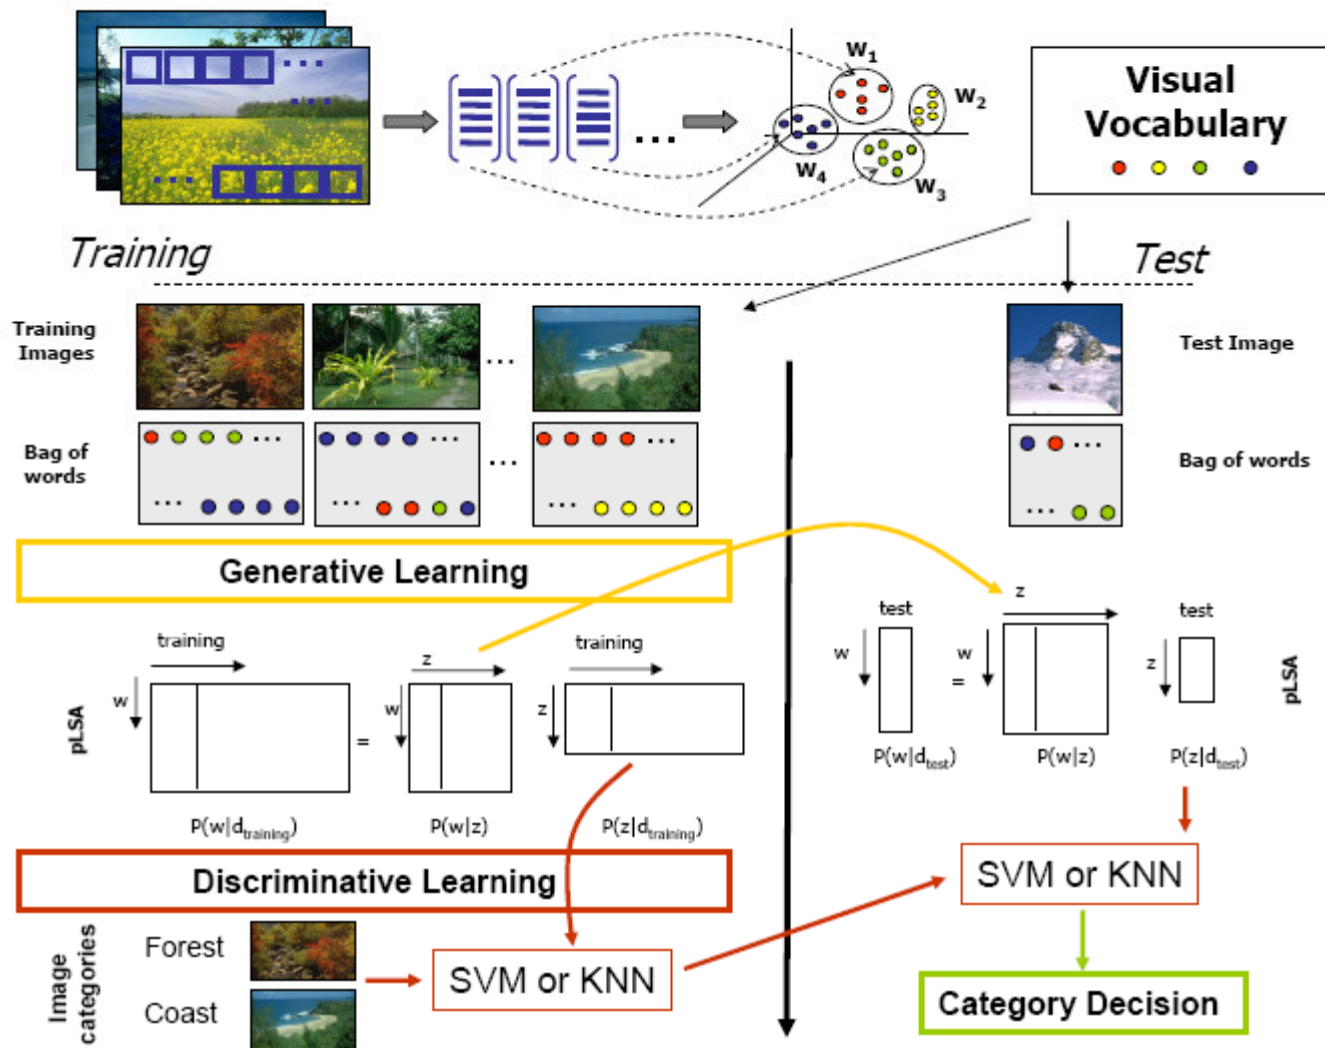 W1
W2
W3
W4
Visual
Vocabulary
Training
Test
Training
Images
...
Test Image
Bag of
words
...
Bag of words
Generative Learning
training
w
pLSA
=
z
w
training
z
P(w|dtraining)
P(w|z)
P(z|dtraining)
test
w
=
z
w
test
z
pLSA
P(w|dtest)
P(w|z)
P(z|dtest)
Discriminative Learning
Image
categories
Forest
Coast
SVM or KNN
SVM or KNN
Category Decision